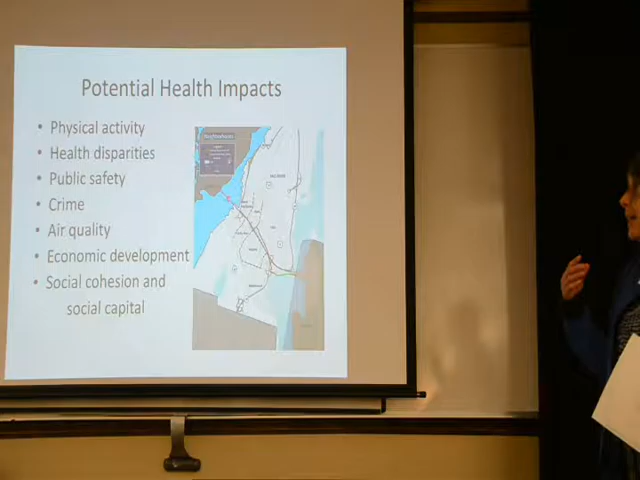 Potential Health Impacts
• Physical activity
• Health disparities
• Public safety
• Crime
• Air quality
• Economic development
• Social cohesion and
social capital